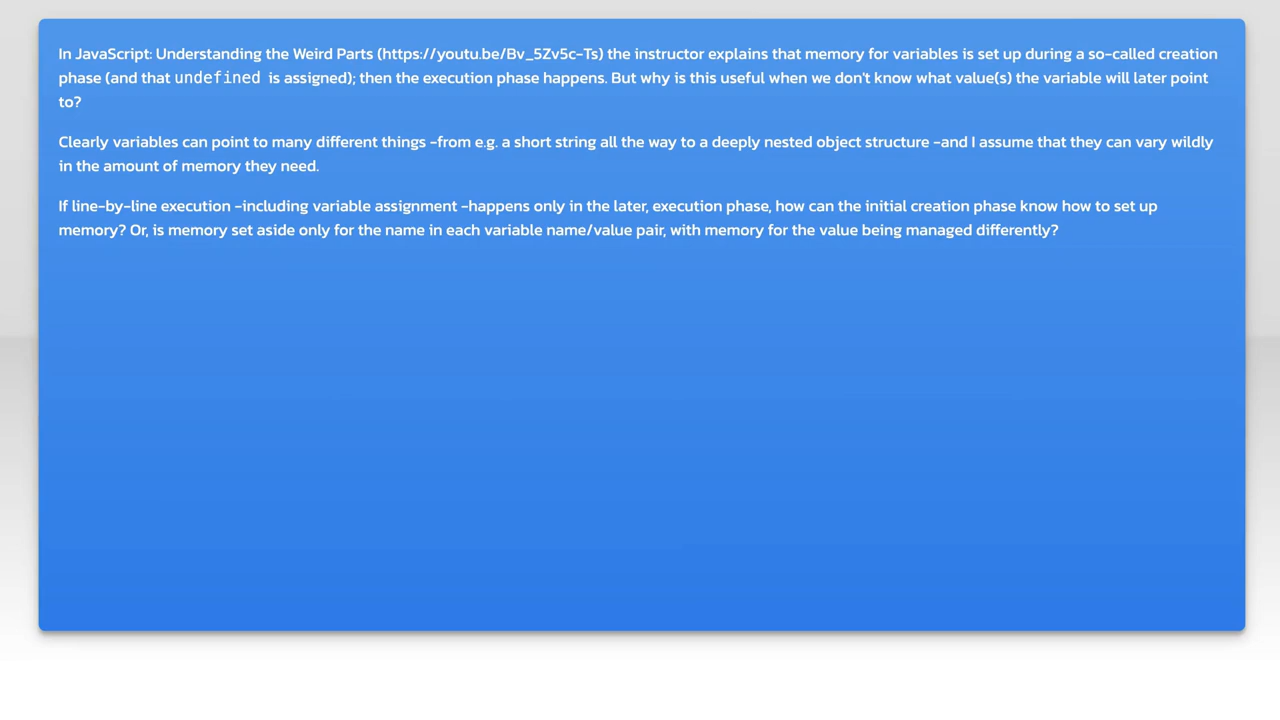 In JavaScript: Understanding the Weird Parts (https://youtu.be/Bv_5Zv5c-Ts) the instructor explains that memory for variables is set up during a so-called creation
phase (and that undefined is assigned); then the execution phase happens. But why is this useful when we don't know what value(s) the variable will later point
to?
Clearly variables can point to many different things -from e.g. a short string all the way to a deeply nested object structure -and I assume that they can vary wildly
in the amount of memory they need.
If line-by-line execution -including variable assignment -happens only in the later, execution phase, how can the initial creation phase know how to set up
memory? Or, is memory set aside only for the name in each variable name/value pair, with memory for the value being managed differently?